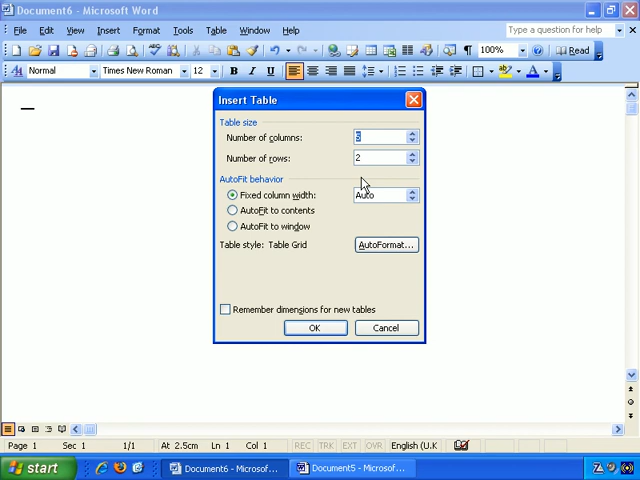 Document6 - Microsoft Word
File Edit View Insert Format Tools Table Window Help Type a question for help
100% Read
Normal Times New Roman 12 B I U
Insert Table
Table size
Number of columns: 5
Number of rows: 2
AutoFit behavior
Fixed column width: Auto
AutoFit to contents
AutoFit to window
Table style: Table Grid AutoFormat...
Remember dimensions for new tables
OK Cancel
Page 1 Sec 1 1/1 At 2.5cm Ln 1 Col 1 REC TRK EXT OVR English (U.K
start Document6 - Microsof... Document5 - Microsof...